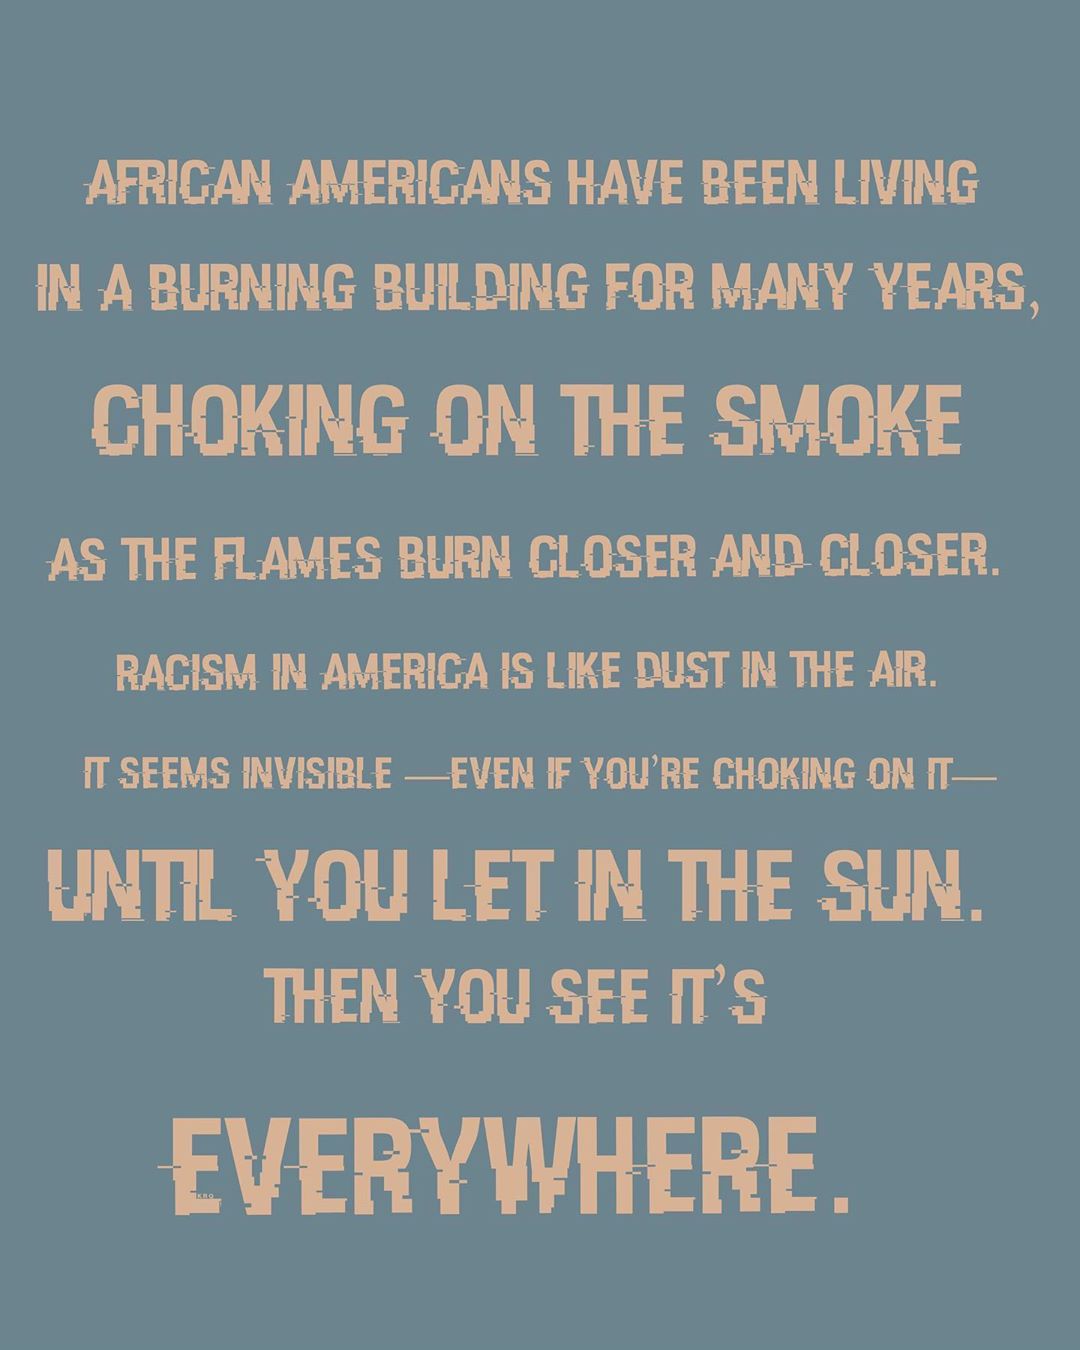 AFRICAN AMERICANS HAVE BEEN LIVING
IN A BURNING BUILDING FOR MANY YEARS,
CHOKING ON THE SMOKE
AS THE FLAMES BURN CLOSER AND CLOSER.
RACISM IN AMERICA IS LIKE DUST IN THE AIR.
IT SEEMS INVISIBLE —EVEN IF YOU’RE CHOKING ON IT—
UNTIL YOU LET IN THE SUN.
THEN YOU SEE IT’S
EVERYWHERE.